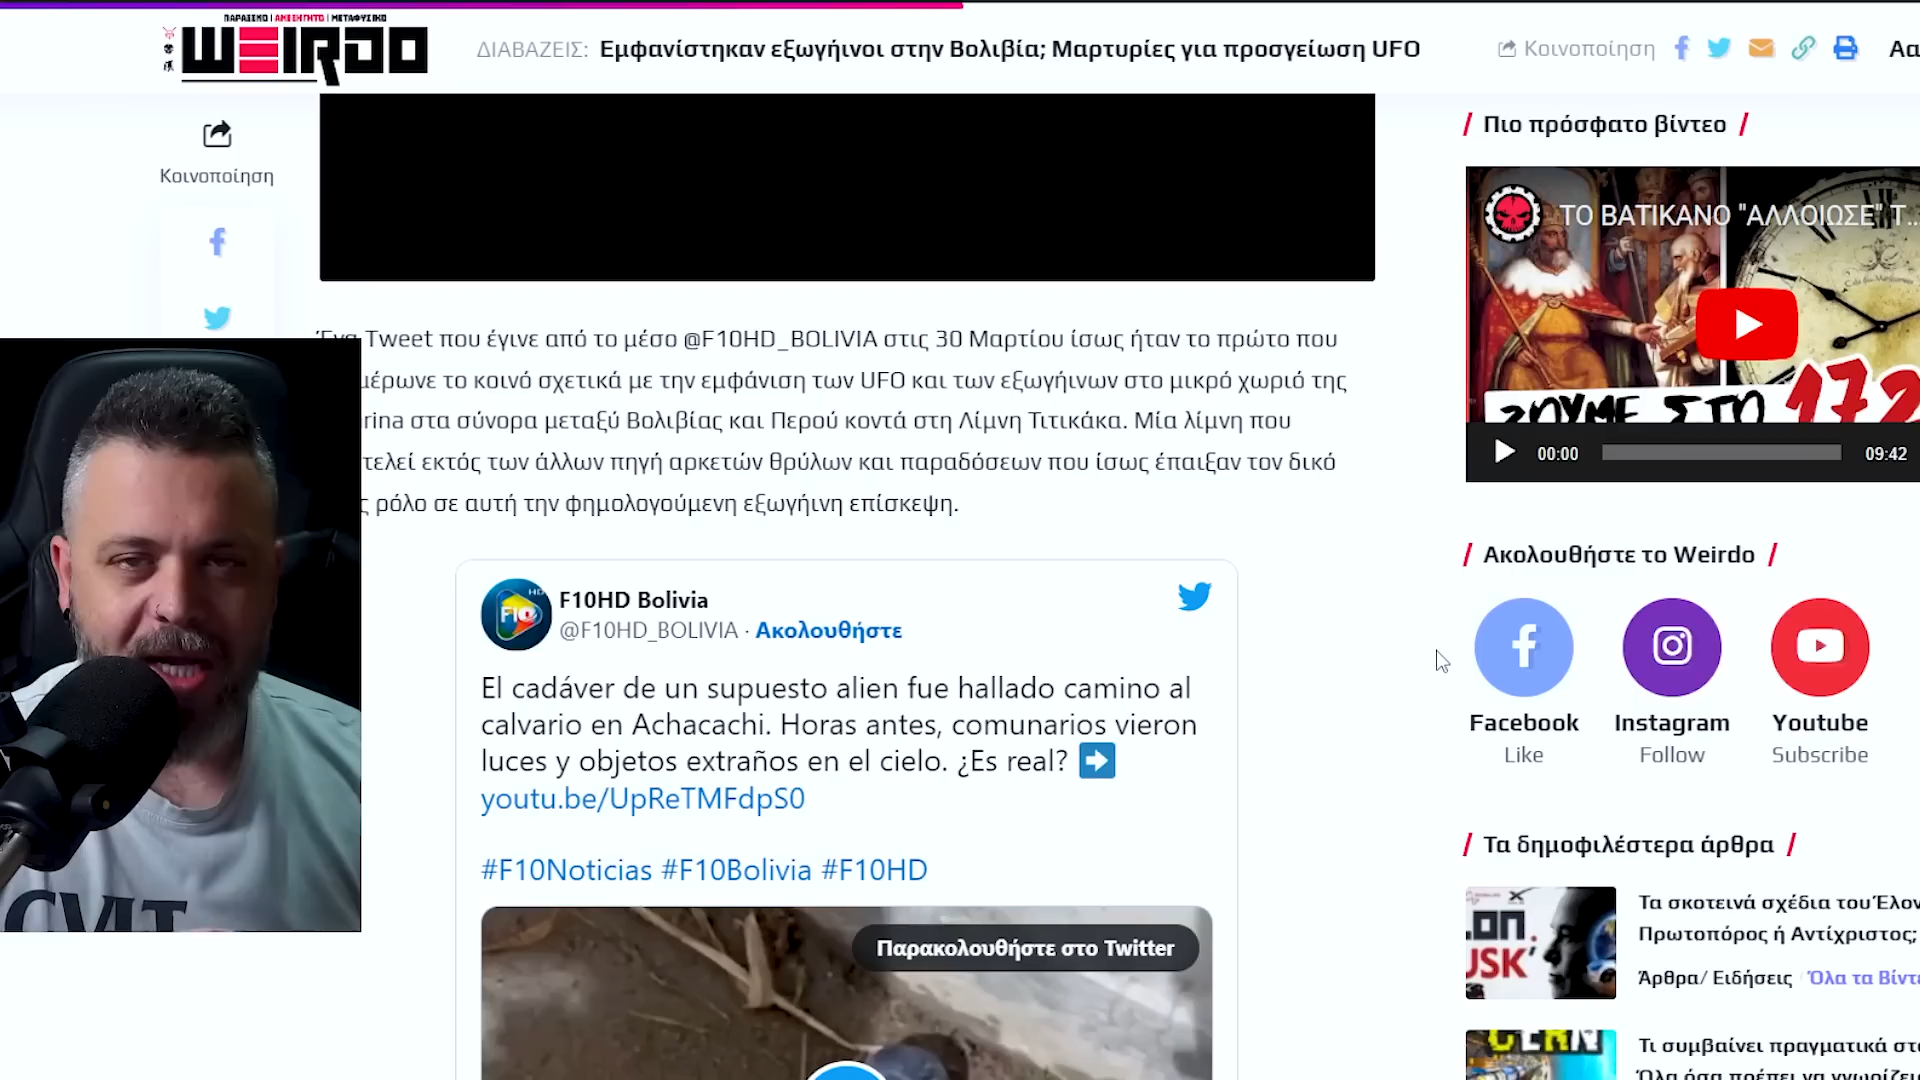 ΠΑΡΑΞΕΝΟ | ΑΝΕΞΗΓΗΤΟ | ΜΕΤΑΦΥΣΙΚΟ
WEIRDO
ΔΙΑΒΑΖΕΙΣ: Εμφανίστηκαν εξωγήινοι στην Βολιβία; Μαρτυρίες για προσγείωση UFO
Κοινοποίηση
Κοινοποίηση
Ένα Tweet που έγινε από το μέσο @F10HD_BOLIVIA στις 30 Μαρτίου ίσως ήταν το πρώτο που
μέρωνε το κοινό σχετικά με την εμφάνιση των UFO και των εξωγήινων στο μικρό χωριό της
rina στα σύνορα μεταξύ Βολιβίας και Περού κοντά στη Λίμνη Τιτικάκα. Μία λίμνη που
τελεί εκτός των άλλων πηγή αρκετών θρύλων και παραδόσεων που ίσως έπαιξαν τον δικό
ς ρόλο σε αυτή την φημολογούμενη εξωγήινη επίσκεψη.
F10HD Bolivia
@F10HD_BOLIVIA · Ακολουθήστε
El cadáver de un supuesto alien fue hallado camino al
calvario en Achacachi. Horas antes, comunarios vieron
luces y objetos extraños en el cielo. ¿Es real? ➡
youtu.be/UpReTMFdpS0
#F10Noticias #F10Bolivia #F10HD
Παρακολουθήστε στο Twitter
/ Πιο πρόσφατο βίντεο /
ΤΟ ΒΑΤΙΚΑΝΟ "ΑΛΛΟΙΩΣΕ" Τ...
ΖΟΥΜΕ ΣΤΟ 172
00:00
09:42
/ Ακολουθήστε το Weirdo /
Facebook
Like
Instagram
Follow
Youtube
Subscribe
/ Τα δημοφιλέστερα άρθρα /
Τα σκοτεινά σχέδια του Έλον
Πρωτοπόρος ή Αντίχριστος;
Άρθρα/ Ειδήσεις / Όλα τα Βίντε
Τι συμβαίνει πραγματικά στο
CERN